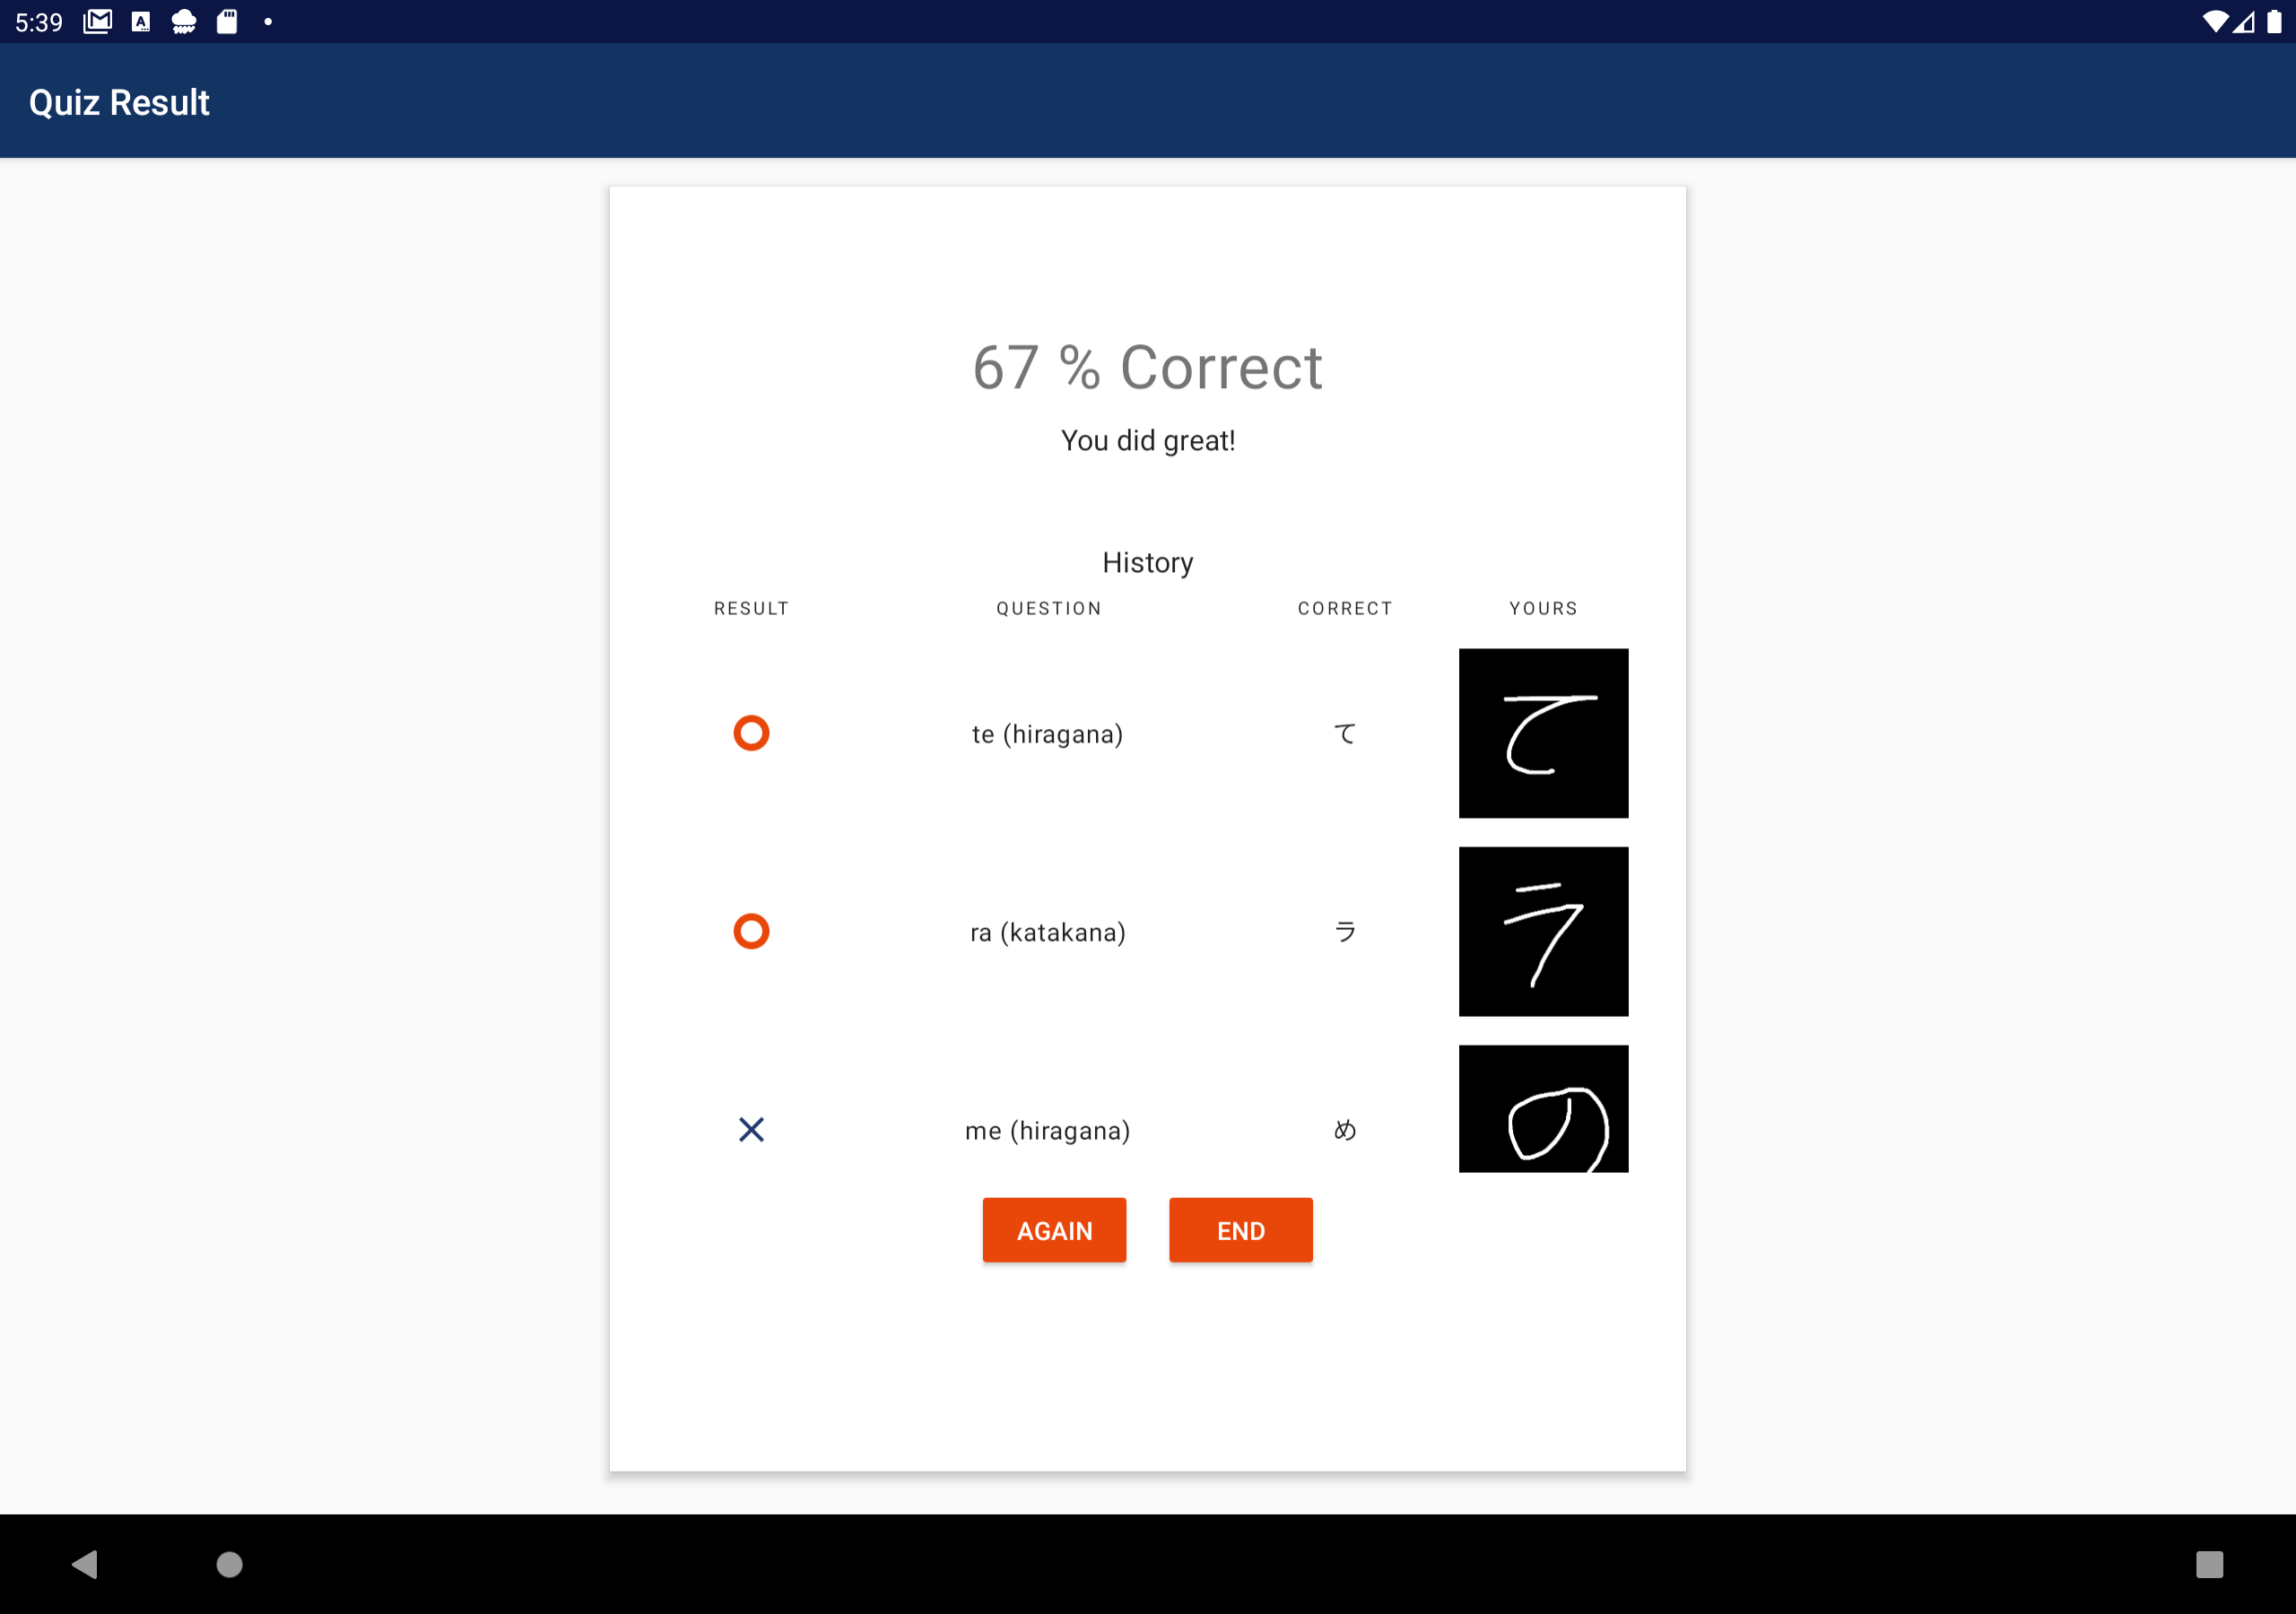 5:39
Quiz Result
67 % Correct
You did great!
History
RESULT QUESTION CORRECT YOURS
te (hiragana) て て
ra (katakana) ラ ラ
me (hiragana) め の
AGAIN END